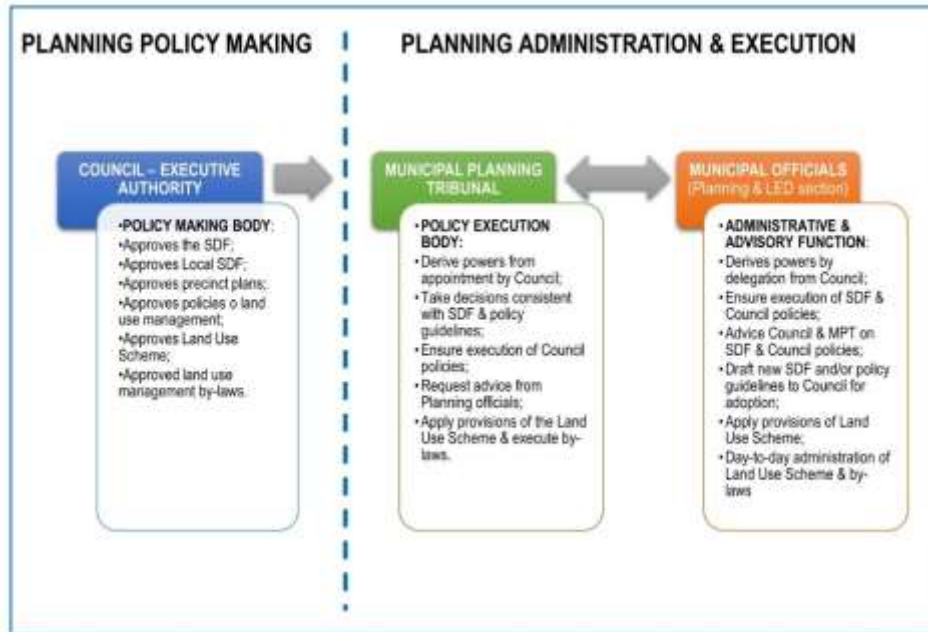 PLANNING POLICY MAKING
PLANNING ADMINISTRATION & EXECUTION
COUNCIL – EXECUTIVE
AUTHORITY
•POLICY MAKING BODY:
•Approves the SDF;
•Approves Local SDF;
•Approves precinct plans;
•Approves policies o land
use management;
•Approves Land Use
Scheme;
•Approved land use
management by-laws.
MUNICIPAL PLANNING
TRIBUNAL
•POLICY EXECUTION
BODY:
•Derive powers from
appointment by Council;
•Take decisions consistent
with SDF & policy
guidelines;
•Ensure execution of Council
policies;
•Request advice from
Planning officials;
•Apply provisions of the Land
Use Scheme & execute by-
laws.
MUNICIPAL OFFICIALS
(Planning & LED section)
•ADMINISTRATIVE &
ADVISORY FUNCTION:
•Derives powers by
delegation from Council;
•Ensure execution of SDF &
Council policies;
•Advice Council & MPT on
SDF & Council policies;
•Draft new SDF and/or policy
guidelines to Council for
adoption;
•Apply provisions of Land
Use Scheme;
•Day-to-day administration of
Land Use Scheme & by-
laws